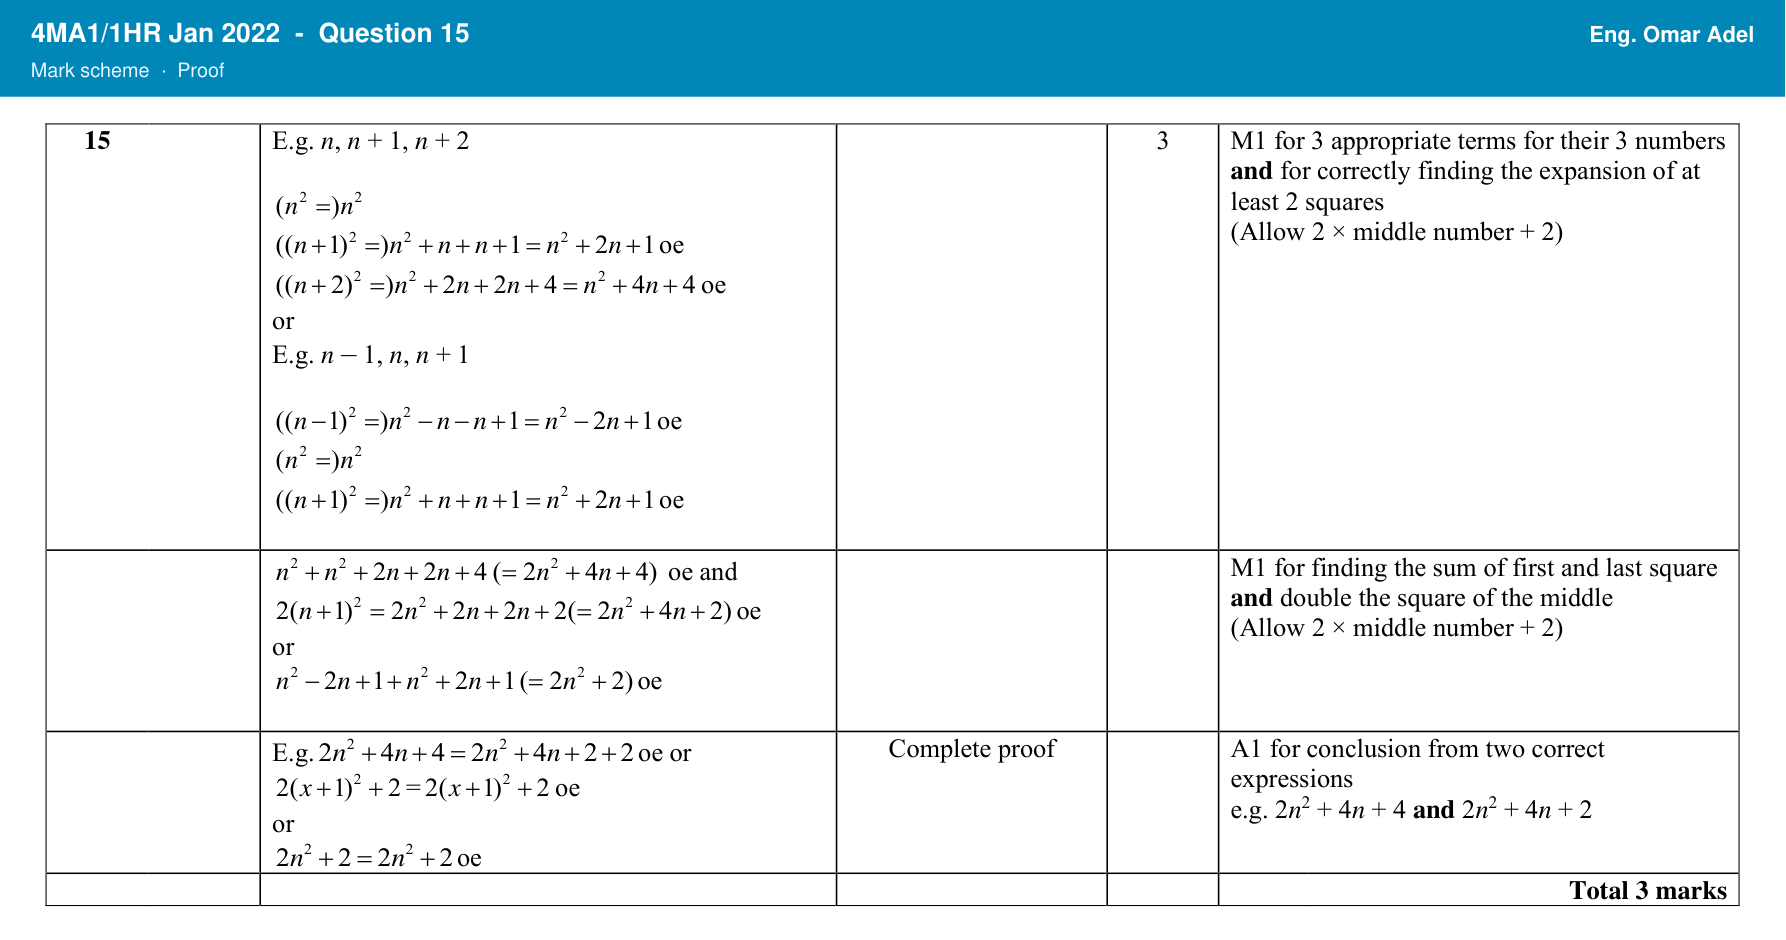 4MA1/1HR Jan 2022 - Question 15
Eng. Omar Adel
Mark scheme · Proof
15
E.g. n, n + 1, n + 2
3
M1 for 3 appropriate terms for their 3 numbers
and for correctly finding the expansion of at
least 2 squares
(Allow 2 × middle number + 2)
(n² =)n²
((n+1)² =)n² + n + n + 1 = n² + 2n + 1 oe
((n+2)² =)n² + 2n + 2n + 4 = n² + 4n + 4 oe
or
E.g. n – 1, n, n + 1
((n−1)² =)n² − n − n + 1 = n² − 2n + 1 oe
(n² =)n²
((n+1)² =)n² + n + n + 1 = n² + 2n + 1 oe
n² + n² + 2n + 2n + 4 (= 2n² + 4n + 4) oe and
2(n+1)² = 2n² + 2n + 2n + 2(= 2n² + 4n + 2) oe
or
n² − 2n + 1 + n² + 2n + 1 (= 2n² + 2) oe
M1 for finding the sum of first and last square
and double the square of the middle
(Allow 2 × middle number + 2)
E.g. 2n² + 4n + 4 = 2n² + 4n + 2 + 2 oe or
2(x+1)² + 2 = 2(x+1)² + 2 oe
or
2n² + 2 = 2n² + 2 oe
Complete proof
A1 for conclusion from two correct
expressions
e.g. 2n² + 4n + 4 and 2n² + 4n + 2
Total 3 marks